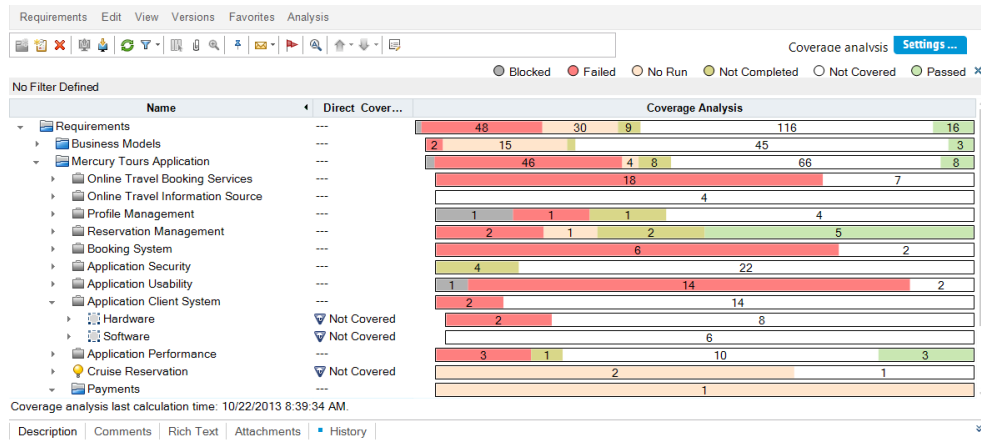 Requirements Edit View Versions Favorites Analysis
Coverage analysis Settings ...
Blocked Failed No Run Not Completed Not Covered Passed
No Filter Defined
Name Direct Cover... Coverage Analysis
Requirements --- 48 30 9 116 16
Business Models --- 2 15 45 3
Mercury Tours Application --- 46 4 8 66 8
Online Travel Booking Services --- 18 7
Online Travel Information Source --- 4
Profile Management --- 1 1 1 4
Reservation Management --- 2 1 2 5
Booking System --- 6 2
Application Security --- 4 22
Application Usability --- 1 14 2
Application Client System --- 2 14
Hardware Not Covered 2 8
Software Not Covered 6
Application Performance --- 3 1 10 3
Cruise Reservation Not Covered 2 1
Payments --- 1
Coverage analysis last calculation time: 10/22/2013 8:39:34 AM.
Description Comments Rich Text Attachments History